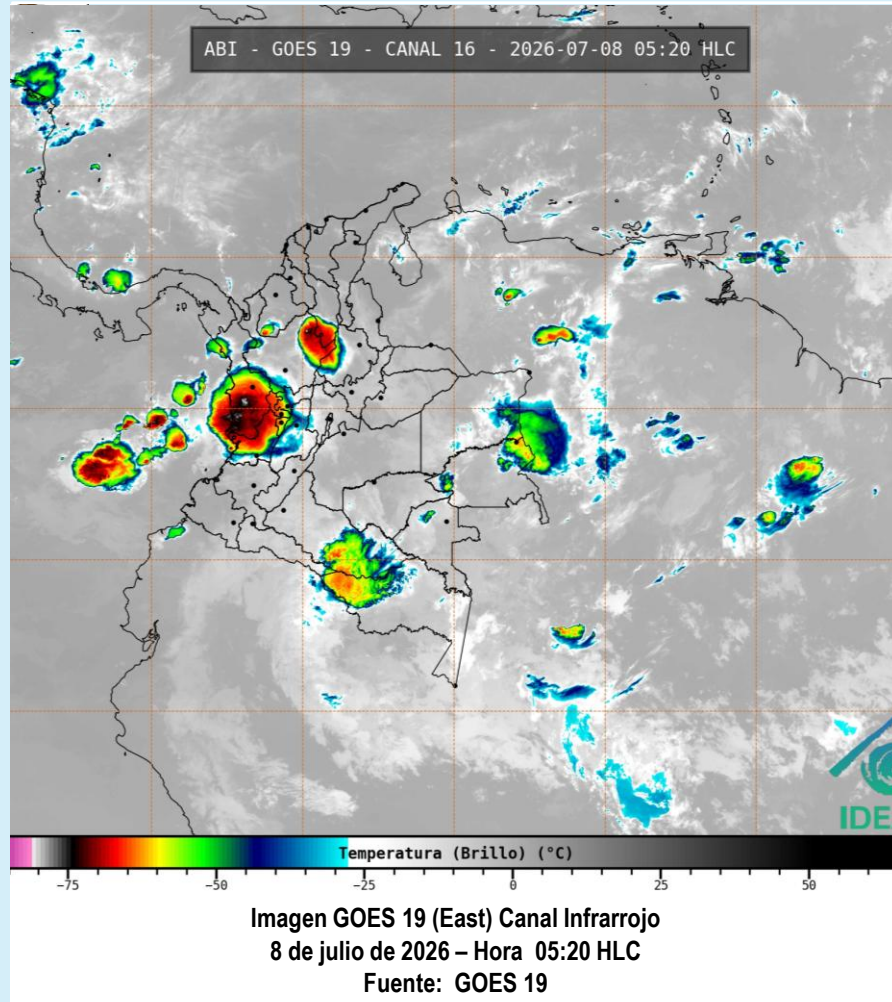 ABI - GOES 19 - CANAL 16 - 2026-07-08 05:20 HLC
IDE
Temperatura (Brillo) (°C)
−75 −50 −25 0 25 50
Imagen GOES 19 (East) Canal Infrarrojo
8 de julio de 2026 – Hora 05:20 HLC
Fuente: GOES 19